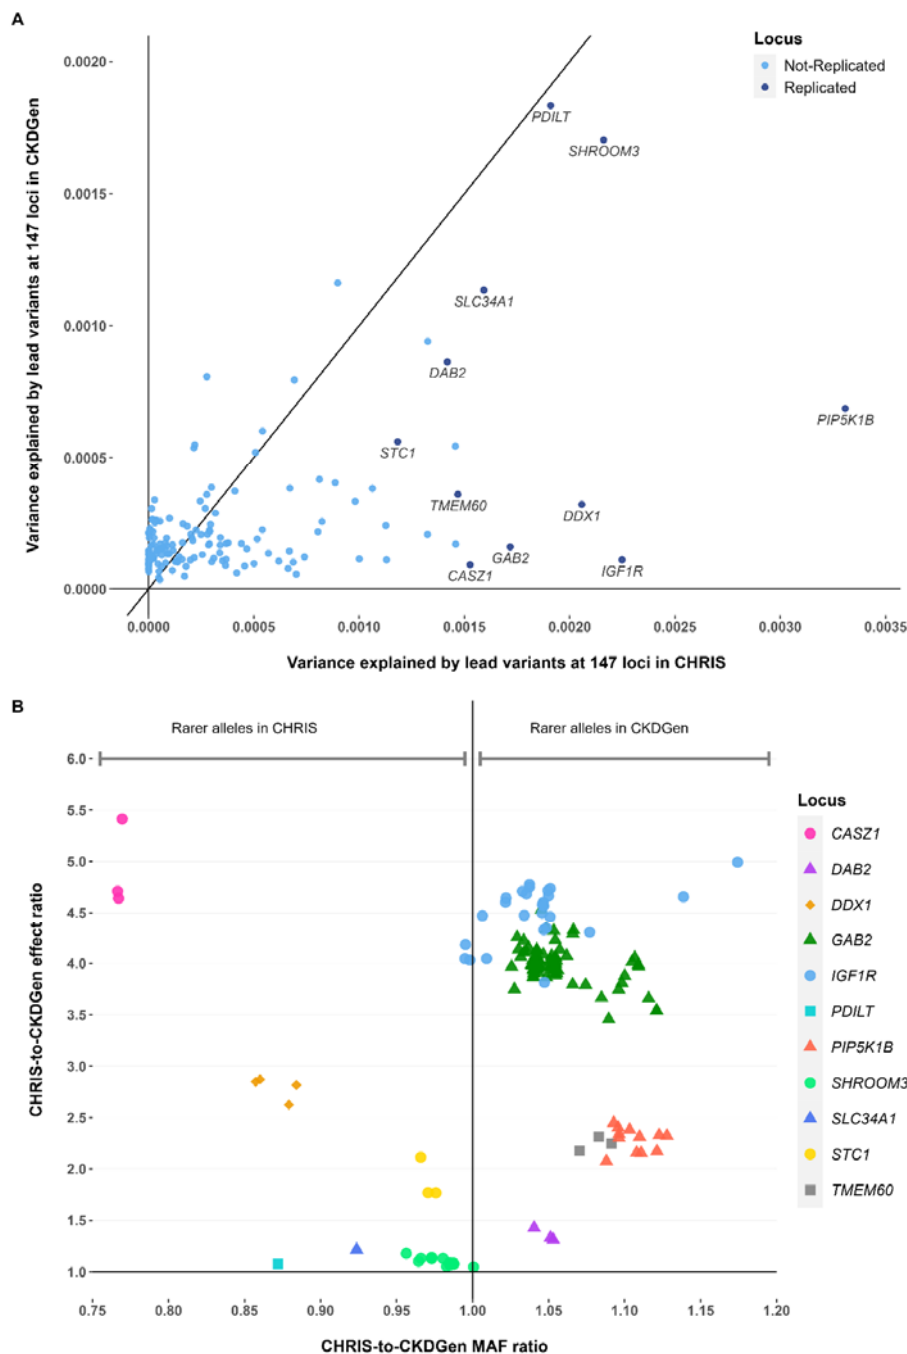 A
Locus
Not-Replicated
Replicated
Variance explained by lead variants at 147 loci in CKDGen
0.0020
0.0015
0.0010
0.0005
0.0000
PDILT
SHROOM3
SLC34A1
DAB2
PIP5K1B
STC1
TMEM60
DDX1
GAB2
CASZ1
IGF1R
0.0000 0.0005 0.0010 0.0015 0.0020 0.0025 0.0030 0.0035
Variance explained by lead variants at 147 loci in CHRIS
B
Rarer alleles in CHRIS
Rarer alleles in CKDGen
CHRIS-to-CKDGen effect ratio
6.0
5.5
5.0
4.5
4.0
3.5
3.0
2.5
2.0
1.5
1.0
Locus
CASZ1
DAB2
DDX1
GAB2
IGF1R
PDILT
PIP5K1B
SHROOM3
SLC34A1
STC1
TMEM60
0.75 0.80 0.85 0.90 0.95 1.00 1.05 1.10 1.15 1.20
CHRIS-to-CKDGen MAF ratio